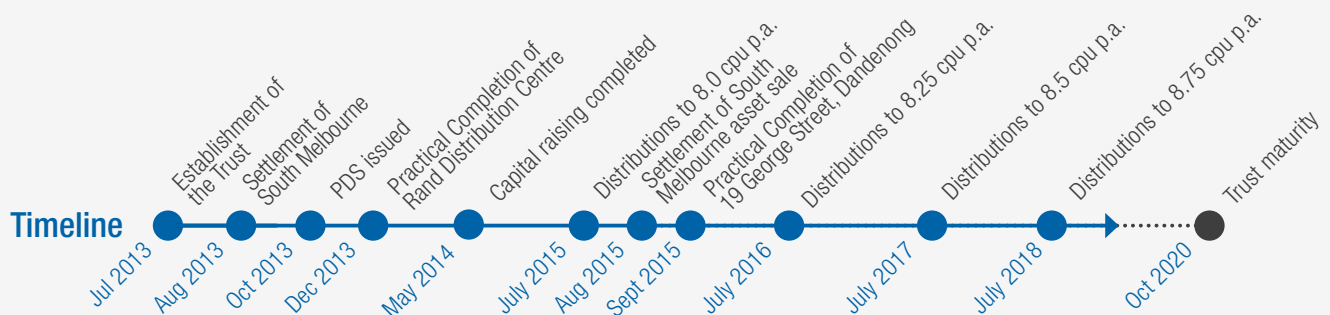 Timeline
Establishment of
the Trust
Jul 2013
Settlement of
South Melbourne
Aug 2013
PDS issued
Oct 2013
Practical Completion of
Rand Distribution Centre
Dec 2013
Capital raising completed
May 2014
Distributions to 8.0 cpu p.a.
July 2015
Settlement of South
Melbourne asset sale
Aug 2015
Practical Completion of
19 George Street, Dandenong
Sept 2015
Distributions to 8.25 cpu p.a.
July 2016
Distributions to 8.5 cpu p.a.
July 2017
Distributions to 8.75 cpu p.a.
July 2018
Trust maturity
Oct 2020